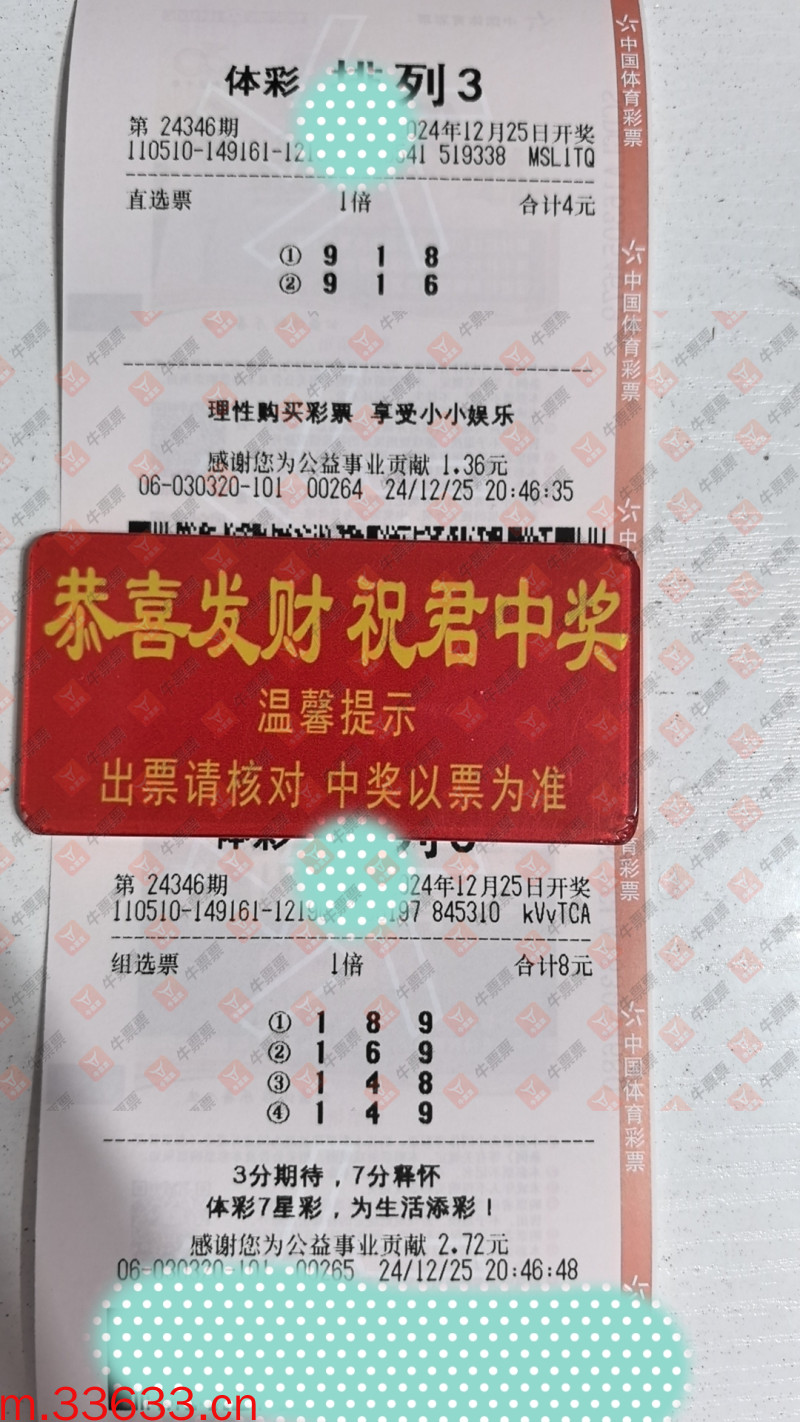 体彩 排列3
第 24346期 024年12月25日开奖
110510-149161-121 641 519338 MSL1TQ
直选票 1倍 合计4元
① 9 1 8
② 9 1 6
理性购买彩票 享受小小娱乐
感谢您为公益事业贡献 1.36元
06-030320-101 00264 24/12/25 20:46:35
恭喜发财 祝君中奖
温馨提示
出票请核对 中奖以票为准
第 24346期 024年12月25日开奖
110510-149161-1219 197 845310 kVvTCA
组选票 1倍 合计8元
① 1 8 9
② 1 6 9
③ 1 4 8
④ 1 4 9
3分期待，7分释怀
体彩7星彩，为生活添彩！
感谢您为公益事业贡献 2.72元
06-030320-101 00265 24/12/25 20:46:48
中国体育彩票
中国体育彩票
中国体育彩票
牛票票
m.33633.cn